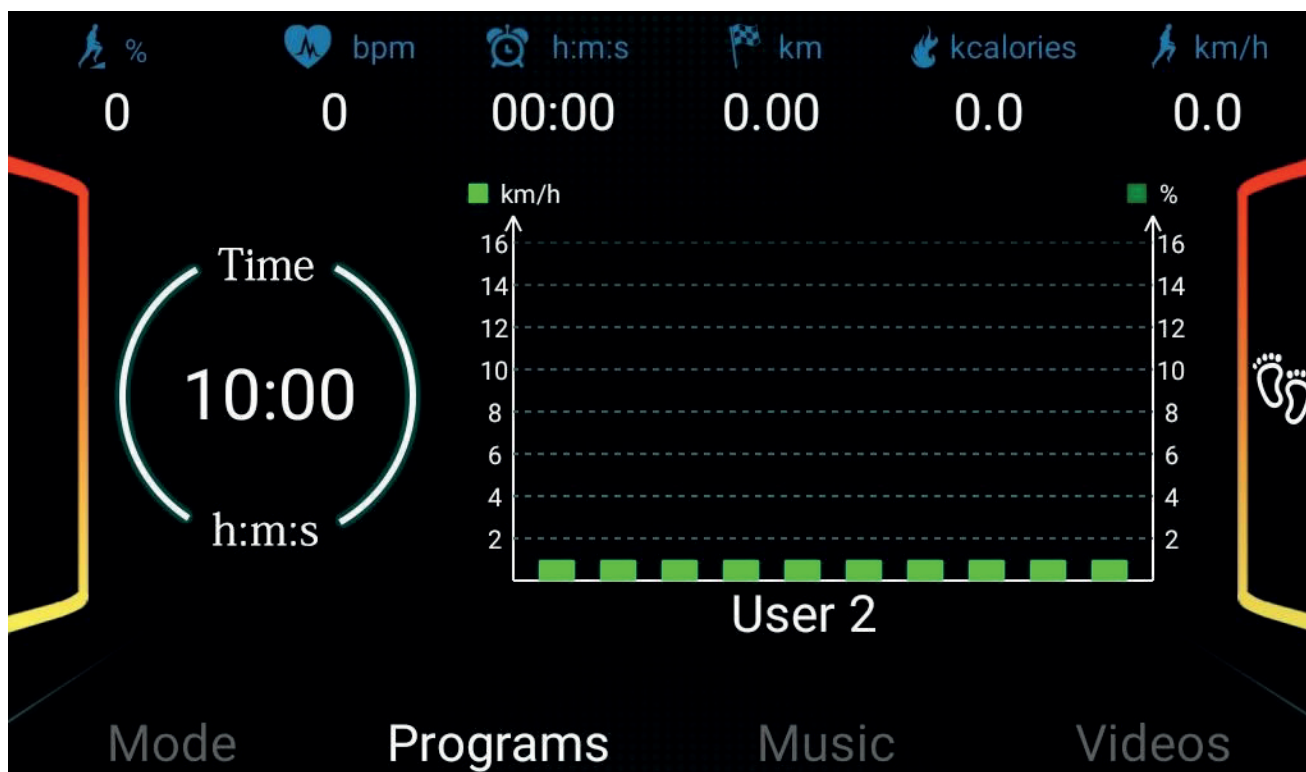 % bpm h:m:s km kcalories km/h
0 0 00:00 0.00 0.0 0.0
km/h %
16 16
Time
14 14
12 12
10:00
10 10
8 8
6 6
4 4
h:m:s
2 2
User 2
Mode Programs Music Videos